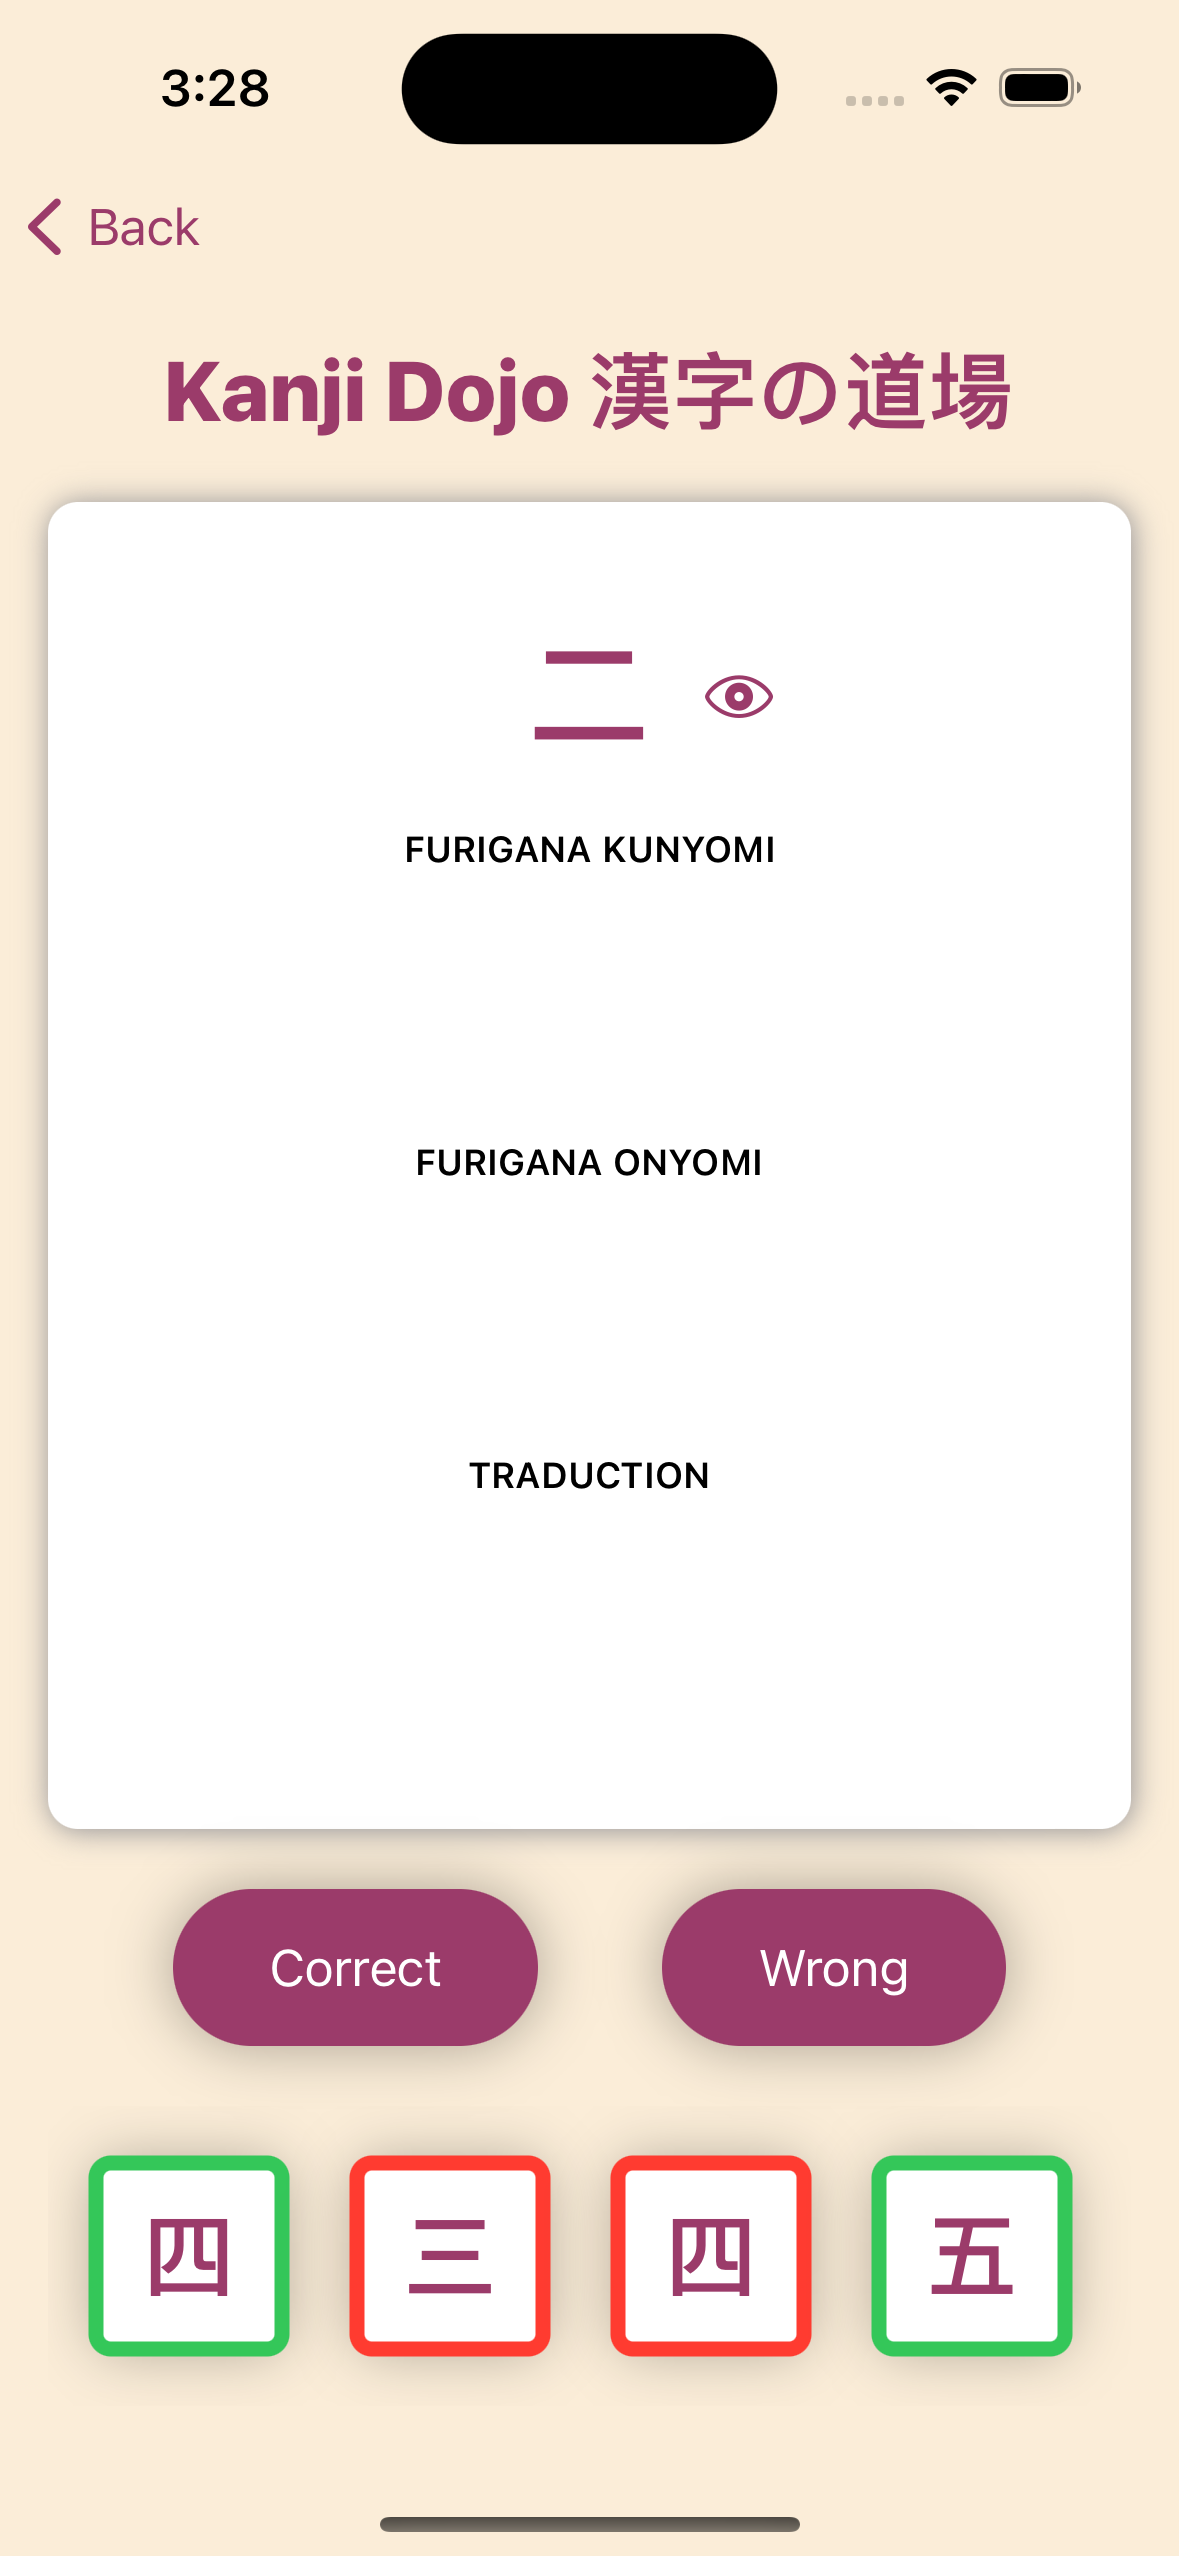 3:28
Back
Kanji Dojo 漢字の道場
二
FURIGANA KUNYOMI
FURIGANA ONYOMI
TRADUCTION
Correct Wrong
四 三 四 五